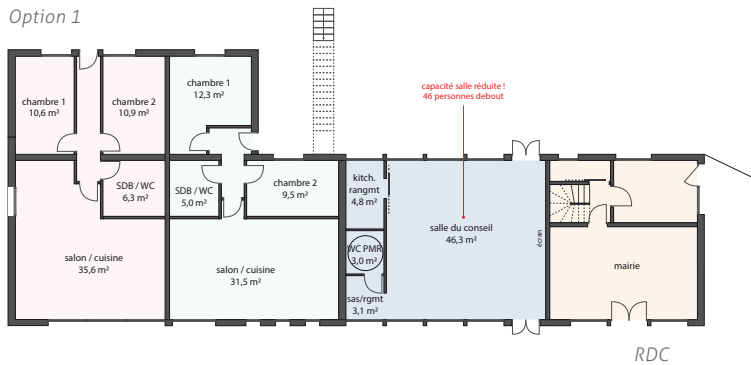 Option 1
chambre 1
10,6 m²
chambre 2
10,9 m²
chambre 1
12,3 m²
capacité salle réduite !
46 personnes debout
SDB / WC
6,3 m²
SDB / WC
5,0 m²
chambre 2
9,5 m²
kitch.
rangmt
4,8 m²
salle du conseil
46,3 m²
écran
WC PMR
3,0 m²
salon / cuisine
35,6 m²
salon / cuisine
31,5 m²
sas/rgmt
3,1 m²
mairie
RDC